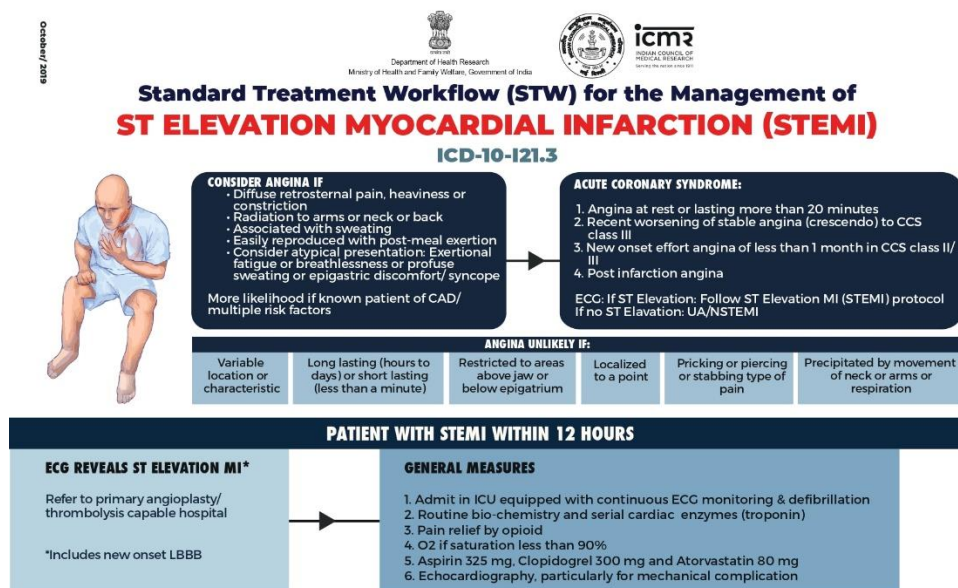 October/ 2019
Department of Health Research
Ministry of Health and Family Welfare, Government of India
icmr
INDIAN COUNCIL OF
MEDICAL RESEARCH
Standard Treatment Workflow (STW) for the Management of
ST ELEVATION MYOCARDIAL INFARCTION (STEMI)
ICD-10-I21.3
CONSIDER ANGINA IF
• Diffuse retrosternal pain, heaviness or
constriction
• Radiation to arms or neck or back
• Associated with sweating
• Easily reproduced with post-meal exertion
• Consider atypical presentation: Exertional
fatigue or breathlessness or profuse
sweating or epigastric discomfort/ syncope
More likelihood if known patient of CAD/
multiple risk factors
ACUTE CORONARY SYNDROME:
1. Angina at rest or lasting more than 20 minutes
2. Recent worsening of stable angina (crescendo) to CCS
class III
3. New onset effort angina of less than 1 month in CCS class II/
III
4. Post infarction angina
ECG: If ST Elevation: Follow ST Elevation MI (STEMI) protocol
If no ST Elavation: UA/NSTEMI
ANGINA UNLIKELY IF:
Variable
location or
characteristic
Long lasting (hours to
days) or short lasting
(less than a minute)
Restricted to areas
above jaw or
below epigatrium
Localized
to a point
Pricking or piercing
or stabbing type of
pain
Precipitated by movement
of neck or arms or
respiration
PATIENT WITH STEMI WITHIN 12 HOURS
ECG REVEALS ST ELEVATION MI*
Refer to primary angioplasty/
thrombolysis capable hospital
*Includes new onset LBBB
GENERAL MEASURES
1. Admit in ICU equipped with continuous ECG monitoring & defibrillation
2. Routine bio-chemistry and serial cardiac enzymes (troponin)
3. Pain relief by opioid
4. O2 if saturation less than 90%
5. Aspirin 325 mg, Clopidogrel 300 mg and Atorvastatin 80 mg
6. Echocardiography, particularly for mechanical complication